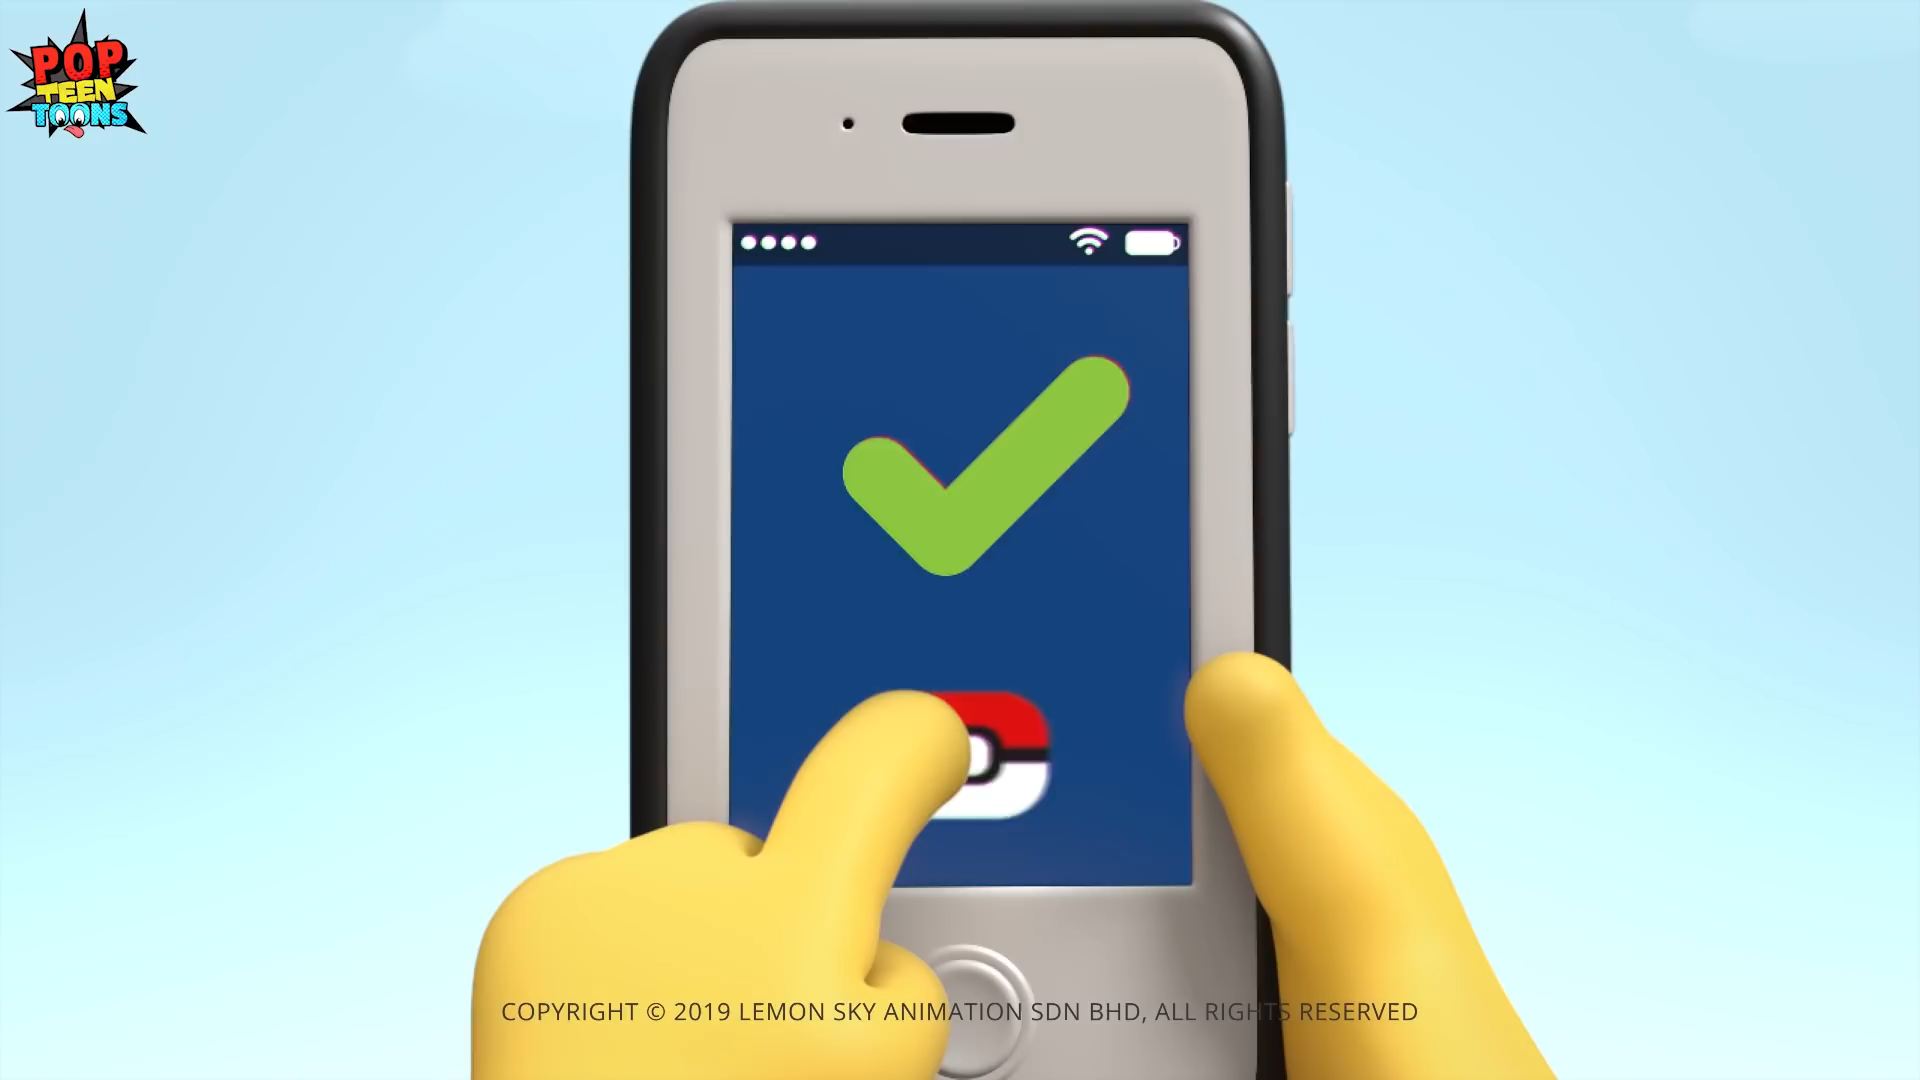 POP
TEEN
TOONS
COPYRIGHT © 2019 LEMON SKY ANIMATION SDN BHD, ALL RIGHTS RESERVED